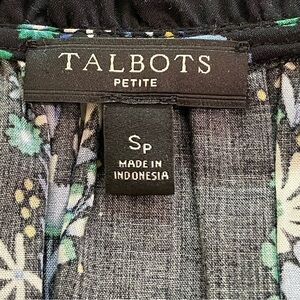 TALBOTS
PETITE
SP
MADE IN
INDONESIA